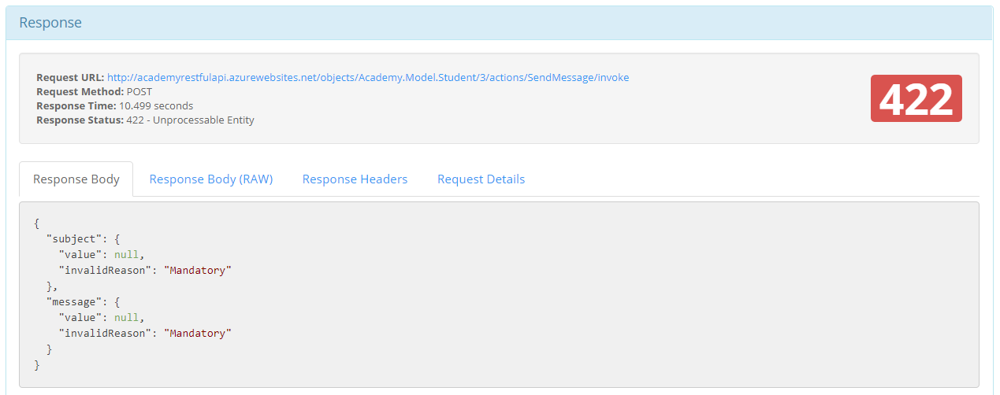 Response
Request URL: http://academyrestfulapi.azurewebsites.net/objects/Academy.Model.Student/3/actions/SendMessage/invoke
Request Method: POST
Response Time: 10.499 seconds
Response Status: 422 - Unprocessable Entity
422
Response Body Response Body (RAW) Response Headers Request Details
{
  "subject": {
    "value": null,
    "invalidReason": "Mandatory"
  },
  "message": {
    "value": null,
    "invalidReason": "Mandatory"
  }
}